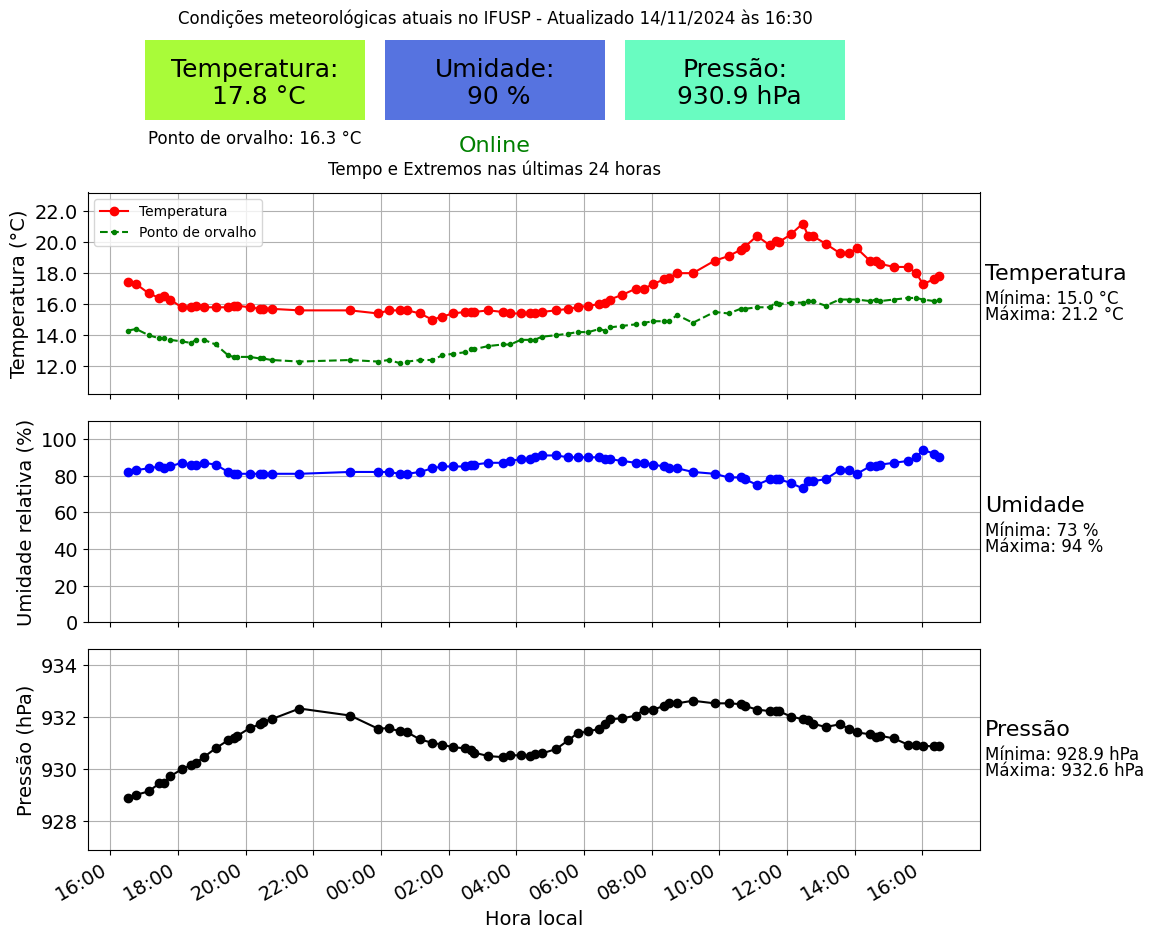 Condições meteorológicas atuais no IFUSP - Atualizado 14/11/2024 às 16:30
Temperatura:
17.8 °C
Umidade:
90 %
Pressão:
930.9 hPa
Ponto de orvalho: 16.3 °C
Online
Tempo e Extremos nas últimas 24 horas
Temperatura (°C)
22.0
20.0
18.0
16.0
14.0
12.0
Temperatura
Ponto de orvalho
Temperatura
Mínima: 15.0 °C
Máxima: 21.2 °C
Umidade relativa (%)
100
80
60
40
20
0
Umidade
Mínima: 73 %
Máxima: 94 %
Pressão (hPa)
934
932
930
928
Pressão
Mínima: 928.9 hPa
Máxima: 932.6 hPa
16:00 18:00 20:00 22:00 00:00 02:00 04:00 06:00 08:00 10:00 12:00 14:00 16:00
Hora local